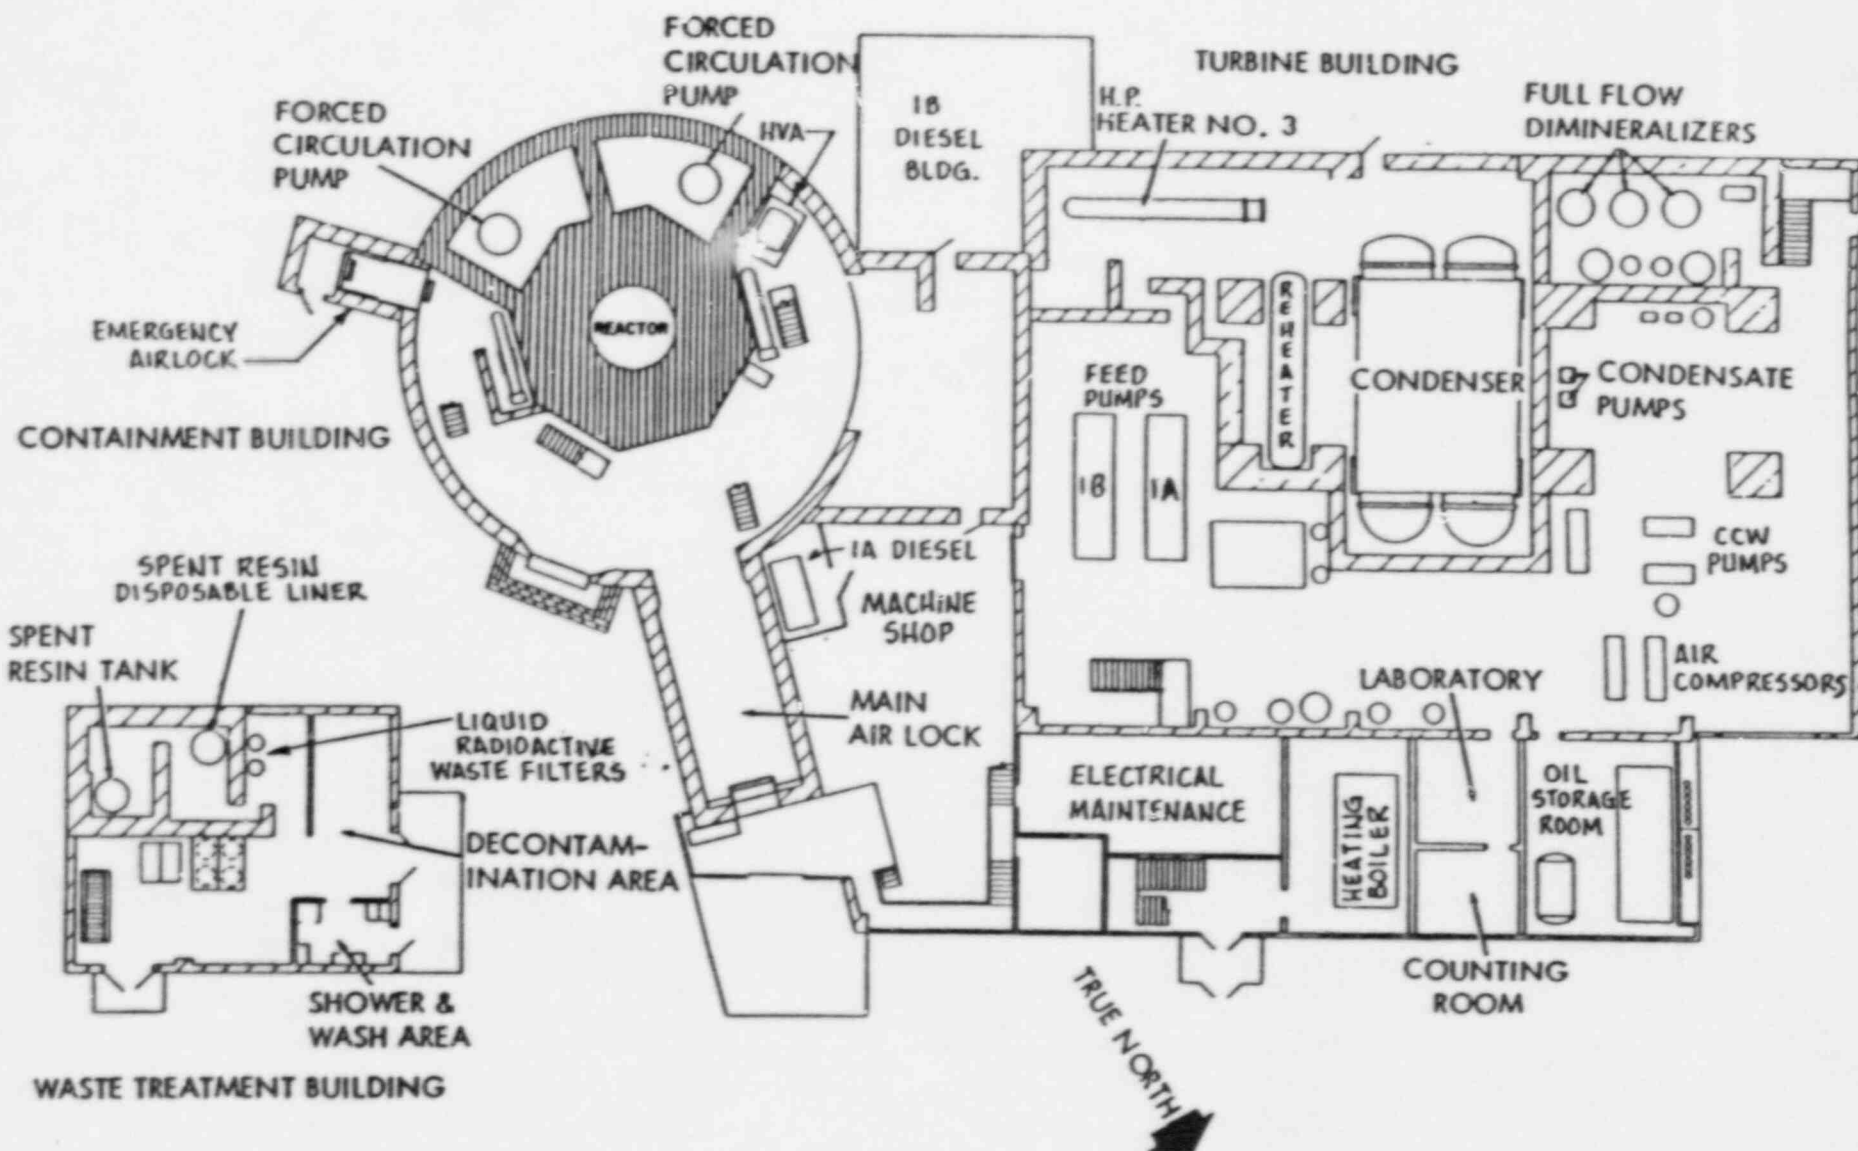 FORCED
CIRCULATION
PUMP
HVA
FORCED
CIRCULATION
PUMP
1B
DIESEL
BLDG.
TURBINE BUILDING
H.P.
HEATER NO. 3
FULL FLOW
DIMINERALIZERS
EMERGENCY
AIRLOCK
REACTOR
CONTAINMENT BUILDING
FEED
PUMPS
1B
1A
REHEATER
CONDENSER
CONDENSATE
PUMPS
CCW
PUMPS
AIR
COMPRESSORS
1A DIESEL
MACHINE
SHOP
MAIN
AIR LOCK
SPENT RESIN
DISPOSABLE LINER
SPENT
RESIN TANK
LIQUID
RADIOACTIVE
WASTE FILTERS
DECONTAM-
INATION AREA
SHOWER &
WASH AREA
WASTE TREATMENT BUILDING
LABORATORY
ELECTRICAL
MAINTENANCE
HEATING
BOILER
OIL
STORAGE
ROOM
COUNTING
ROOM
TRUE NORTH